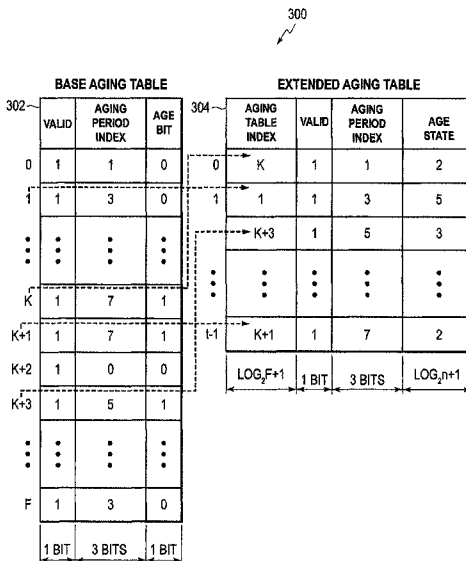 300
BASE AGING TABLE
EXTENDED AGING TABLE
302
VALID
AGING PERIOD INDEX
AGE BIT
0 1 1 0
1 1 3 0
K 1 7 1
K+1 1 7 1
K+2 1 0 0
K+3 1 5 1
F 1 3 0
1 BIT 3 BITS 1 BIT
304
AGING TABLE INDEX
VALID
AGING PERIOD INDEX
AGE STATE
0 K 1 1 2
1 1 1 3 5
K+3 1 5 3
t-1 K+1 1 7 2
LOG₂F+1 1 BIT 3 BITS LOG₂n+1